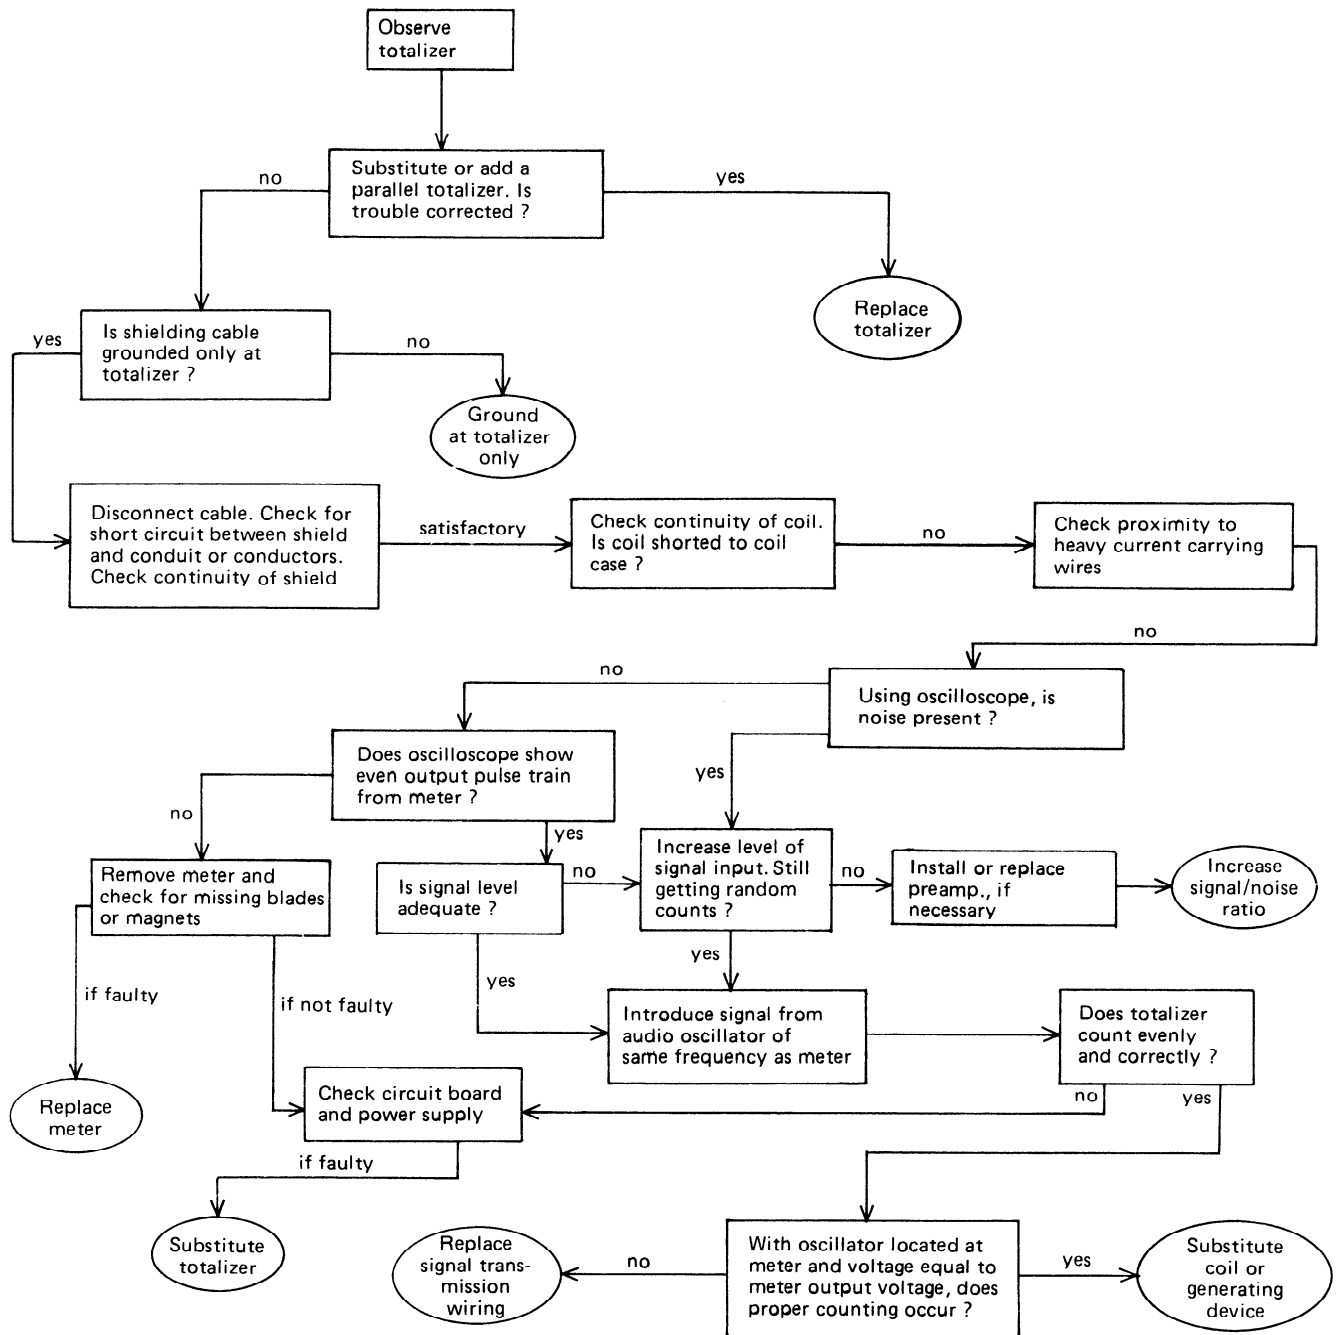 Observe
totalizer
Substitute or add a
parallel totalizer. Is
trouble corrected ?
no
yes
Replace
totalizer
Is shielding cable
grounded only at
totalizer ?
yes
no
Ground
at totalizer
only
Disconnect cable. Check for
short circuit between shield
and conduit or conductors.
Check continuity of shield
satisfactory
Check continuity of coil.
Is coil shorted to coil
case ?
no
Check proximity to
heavy current carrying
wires
no
Using oscilloscope, is
noise present ?
no
yes
Does oscilloscope show
even output pulse train
from meter ?
no
yes
Remove meter and
check for missing blades
or magnets
Is signal level
adequate ?
no
Increase level of
signal input. Still
getting random
counts ?
no
Install or replace
preamp., if
necessary
Increase
signal/noise
ratio
if faulty
if not faulty
yes
yes
Introduce signal from
audio oscillator of
same frequency as meter
Does totalizer
count evenly
and correctly ?
no
yes
Replace
meter
Check circuit board
and power supply
if faulty
Substitute
totalizer
Replace
signal trans-
mission
wiring
no
With oscillator located at
meter and voltage equal to
meter output voltage, does
proper counting occur ?
yes
Substitute
coil or
generating
device